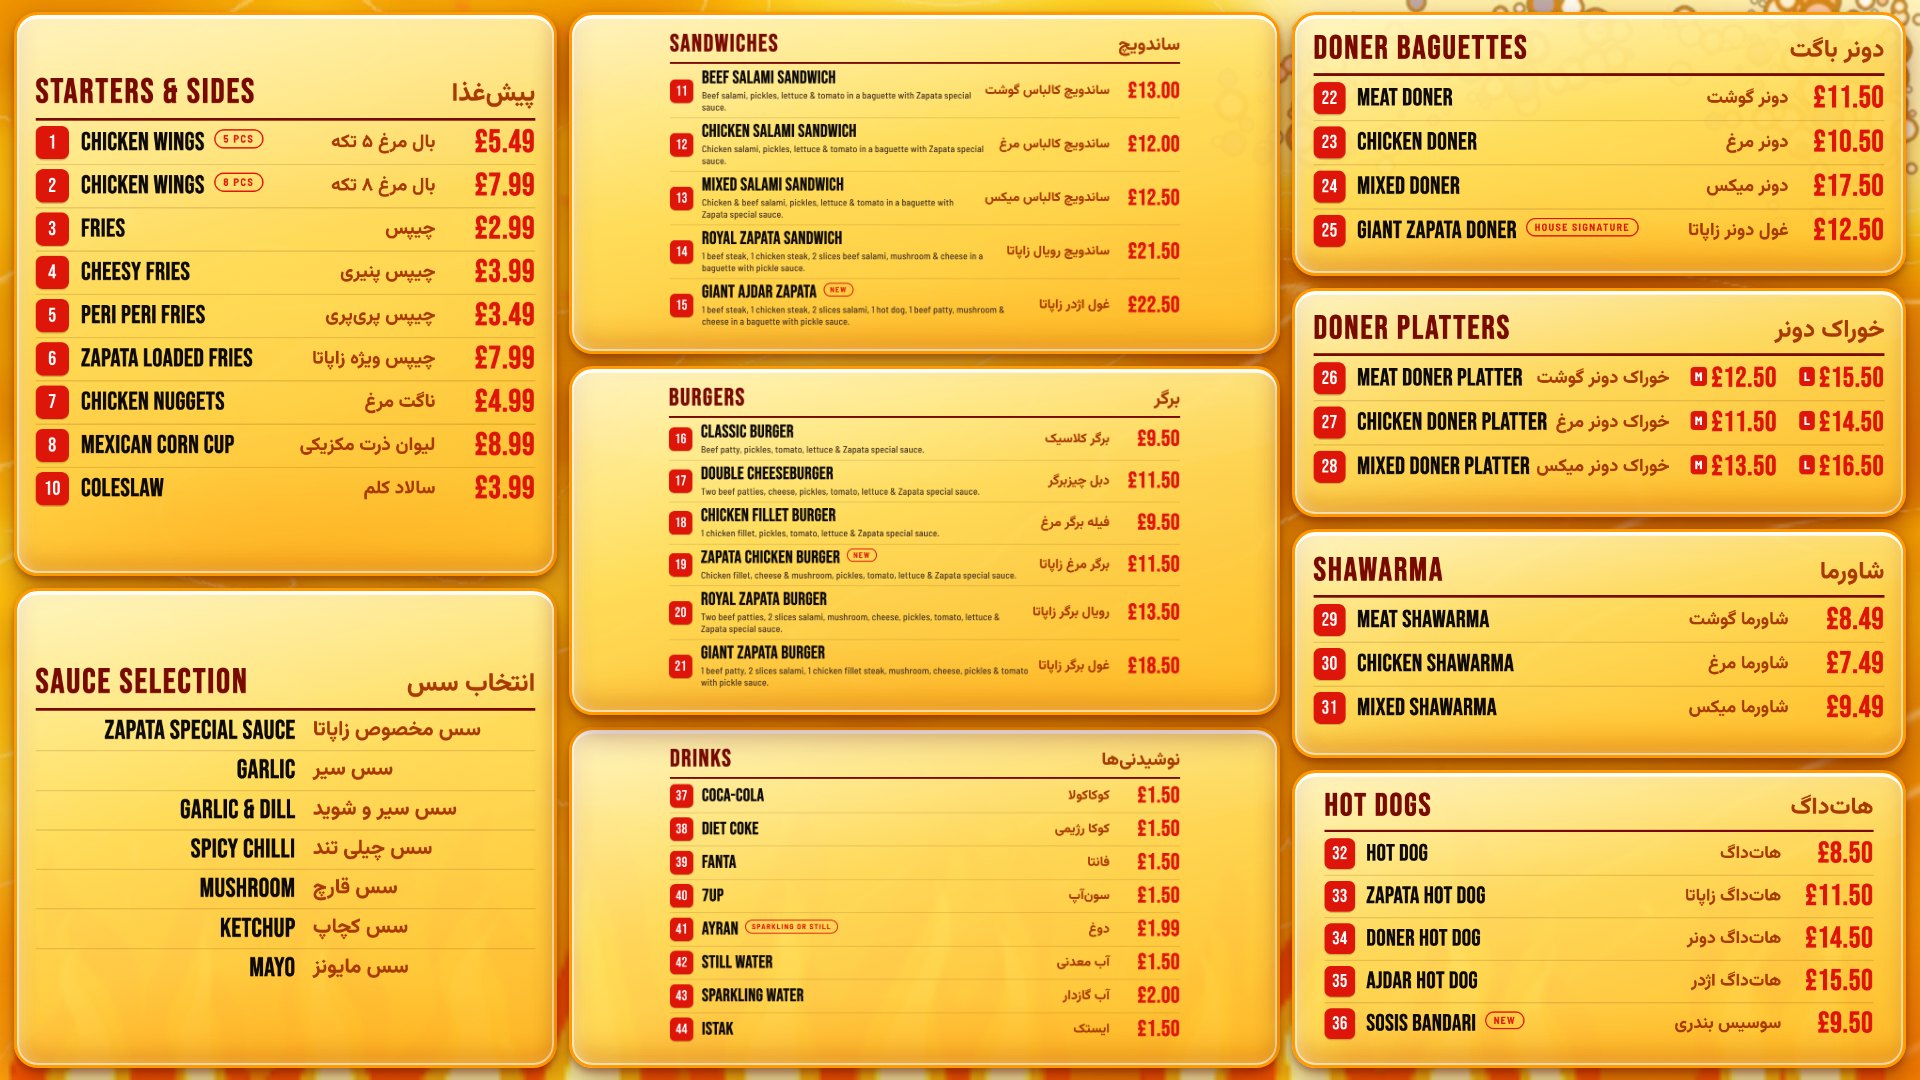 STARTERS & SIDES پیش‌غذا
1 CHICKEN WINGS 5 PCS بال مرغ ۵ تکه £5.49
2 CHICKEN WINGS 8 PCS بال مرغ ۸ تکه £7.99
3 FRIES چیپس £2.99
4 CHEESY FRIES چیپس پنیری £3.99
5 PERI PERI FRIES چیپس پری‌پری £3.49
6 ZAPATA LOADED FRIES چیپس ویژه زاپاتا £7.99
7 CHICKEN NUGGETS ناگت مرغ £4.99
8 MEXICAN CORN CUP لیوان ذرت مکزیکی £8.99
10 COLESLAW سالاد کلم £3.99
SAUCE SELECTION انتخاب سس
ZAPATA SPECIAL SAUCE سس مخصوص زاپاتا
GARLIC سس سیر
GARLIC & DILL سس سیر و شوید
SPICY CHILLI سس چیلی تند
MUSHROOM سس قارچ
KETCHUP سس کچاپ
MAYO سس مایونز
SANDWICHES ساندویچ
11 BEEF SALAMI SANDWICH ساندویچ کالباس گوشت £13.00
Beef salami, pickles, lettuce & tomato in a baguette with Zapata special
sauce.
12 CHICKEN SALAMI SANDWICH ساندویچ کالباس مرغ £12.00
Chicken salami, pickles, lettuce & tomato in a baguette with Zapata special
sauce.
13 MIXED SALAMI SANDWICH ساندویچ کالباس میکس £12.50
Chicken & beef salami, pickles, lettuce & tomato in a baguette with
Zapata special sauce.
14 ROYAL ZAPATA SANDWICH ساندویچ رویال زاپاتا £21.50
1 beef steak, 1 chicken steak, 2 slices beef salami, mushroom & cheese in a
baguette with pickle sauce.
15 GIANT AJDAR ZAPATA NEW غول اژدر زاپاتا £22.50
1 beef steak, 1 chicken steak, 2 slices salami, 1 hot dog, 1 beef patty, mushroom &
cheese in a baguette with pickle sauce.
BURGERS برگر
16 CLASSIC BURGER برگر کلاسیک £9.50
Beef patty, pickles, tomato, lettuce & Zapata special sauce.
17 DOUBLE CHEESEBURGER دبل چیزبرگر £11.50
Two beef patties, cheese, pickles, tomato, lettuce & Zapata special sauce.
18 CHICKEN FILLET BURGER فیله برگر مرغ £9.50
1 chicken fillet, pickles, tomato, lettuce & Zapata special sauce.
19 ZAPATA CHICKEN BURGER NEW برگر مرغ زاپاتا £11.50
Chicken fillet, cheese & mushroom, pickles, tomato, lettuce & Zapata special sauce.
20 ROYAL ZAPATA BURGER رویال برگر زاپاتا £13.50
Two beef patties, 2 slices salami, mushroom, cheese, pickles, tomato, lettuce &
Zapata special sauce.
21 GIANT ZAPATA BURGER غول برگر زاپاتا £18.50
1 beef patty, 2 slices salami, 1 chicken fillet steak, mushroom, cheese, pickles & tomato
with pickle sauce.
DRINKS نوشیدنی‌ها
37 COCA-COLA کوکاکولا £1.50
38 DIET COKE کوکا رژیمی £1.50
39 FANTA فانتا £1.50
40 7UP سون‌آپ £1.50
41 AYRAN SPARKLING OR STILL دوغ £1.99
42 STILL WATER آب معدنی £1.50
43 SPARKLING WATER آب گازدار £2.00
44 ISTAK ایستک £1.50
DONER BAGUETTES دونر باگت
22 MEAT DONER دونر گوشت £11.50
23 CHICKEN DONER دونر مرغ £10.50
24 MIXED DONER دونر میکس £17.50
25 GIANT ZAPATA DONER HOUSE SIGNATURE غول دونر زاپاتا £12.50
DONER PLATTERS خوراک دونر
26 MEAT DONER PLATTER خوراک دونر گوشت M £12.50 L £15.50
27 CHICKEN DONER PLATTER خوراک دونر مرغ M £11.50 L £14.50
28 MIXED DONER PLATTER خوراک دونر میکس M £13.50 L £16.50
SHAWARMA شاورما
29 MEAT SHAWARMA شاورما گوشت £8.49
30 CHICKEN SHAWARMA شاورما مرغ £7.49
31 MIXED SHAWARMA شاورما میکس £9.49
HOT DOGS هات‌داگ
32 HOT DOG هات‌داگ £8.50
33 ZAPATA HOT DOG هات‌داگ زاپاتا £11.50
34 DONER HOT DOG هات‌داگ دونر £14.50
35 AJDAR HOT DOG هات‌داگ اژدر £15.50
36 SOSIS BANDARI NEW سوسیس بندری £9.50